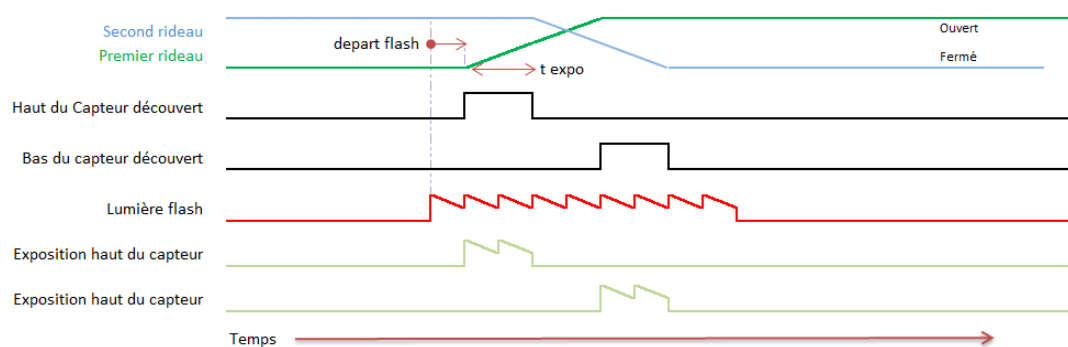 Second rideau
Premier rideau
depart flash
t expo
Ouvert
Fermé
Haut du Capteur découvert
Bas du capteur découvert
Lumière flash
Exposition haut du capteur
Exposition haut du capteur
Temps